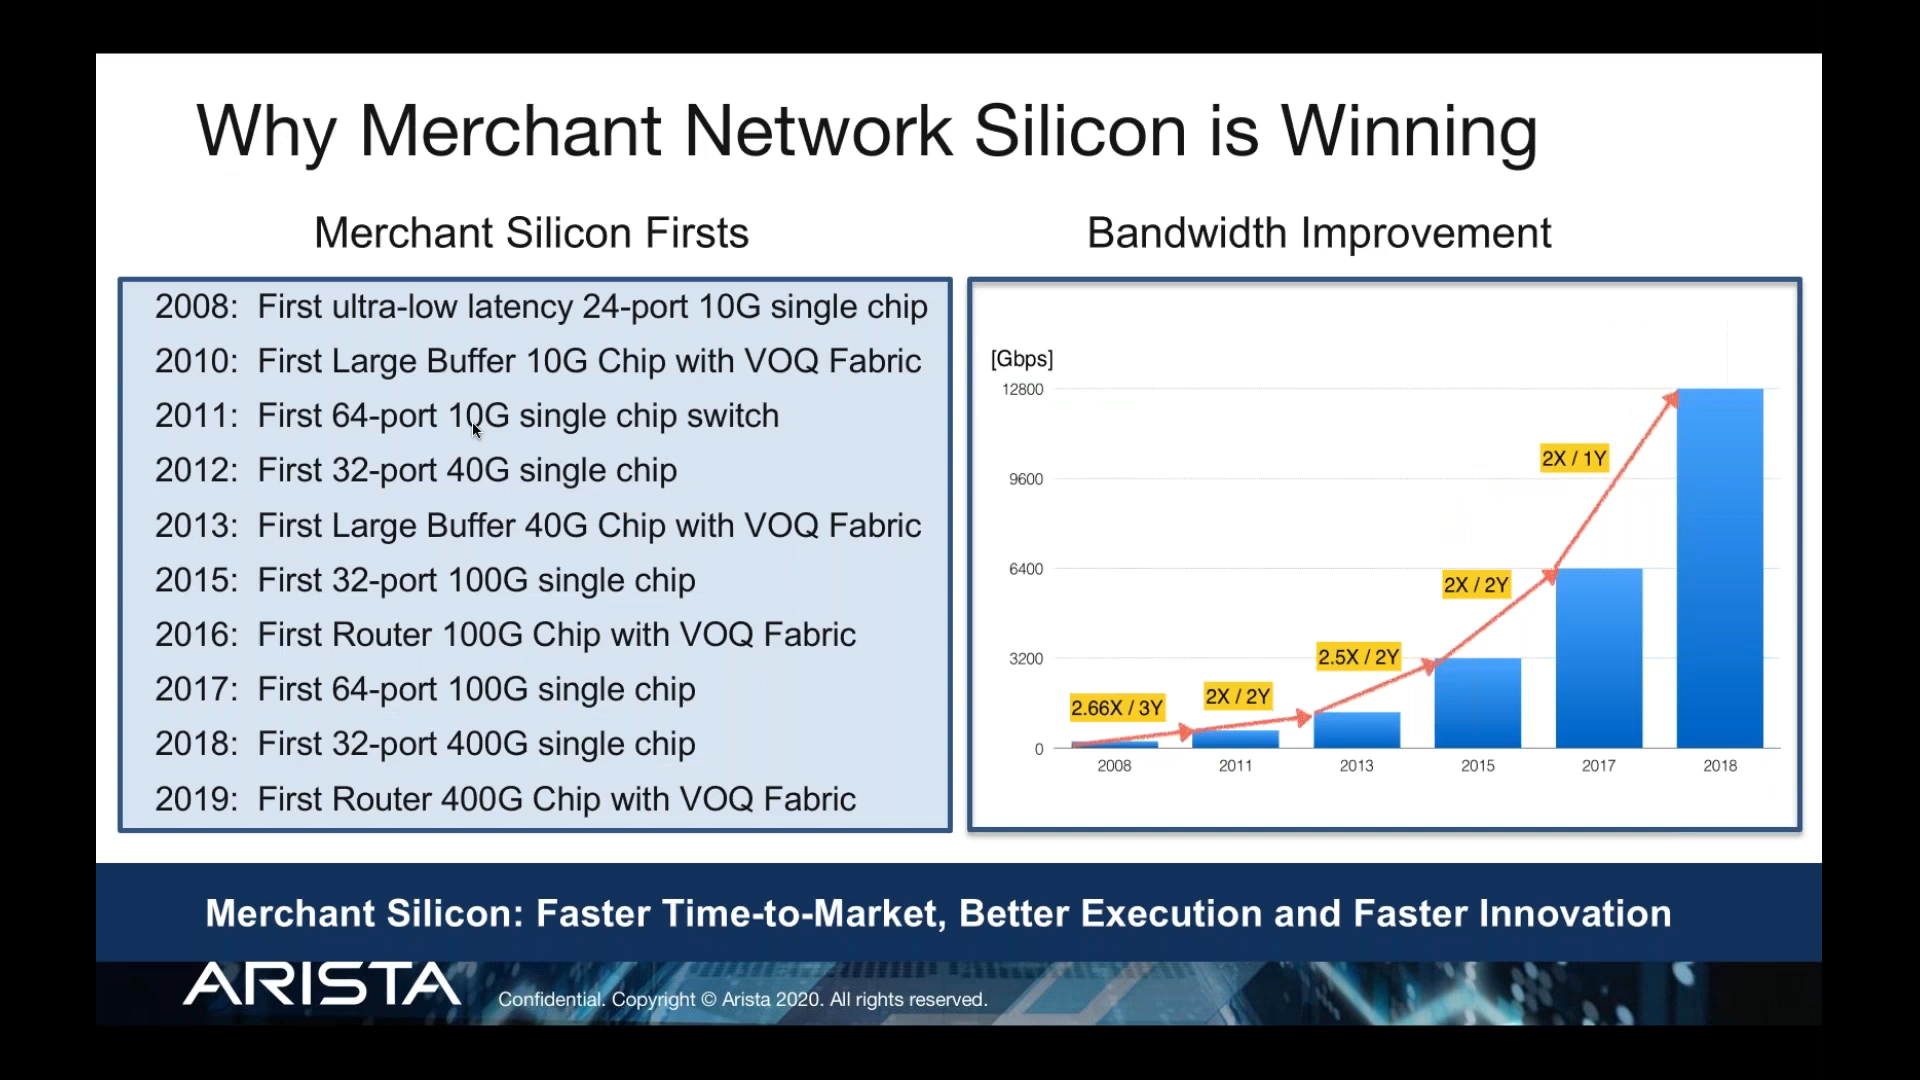 Why Merchant Network Silicon is Winning
Merchant Silicon Firsts
2008: First ultra-low latency 24-port 10G single chip
2010: First Large Buffer 10G Chip with VOQ Fabric
2011: First 64-port 10G single chip switch
2012: First 32-port 40G single chip
2013: First Large Buffer 40G Chip with VOQ Fabric
2015: First 32-port 100G single chip
2016: First Router 100G Chip with VOQ Fabric
2017: First 64-port 100G single chip
2018: First 32-port 400G single chip
2019: First Router 400G Chip with VOQ Fabric
Bandwidth Improvement
[Gbps]
12800
9600
6400
3200
0
2.66X / 3Y
2X / 2Y
2.5X / 2Y
2X / 2Y
2X / 1Y
2008 2011 2013 2015 2017 2018
Merchant Silicon: Faster Time-to-Market, Better Execution and Faster Innovation
ARISTA
Confidential. Copyright © Arista 2020. All rights reserved.